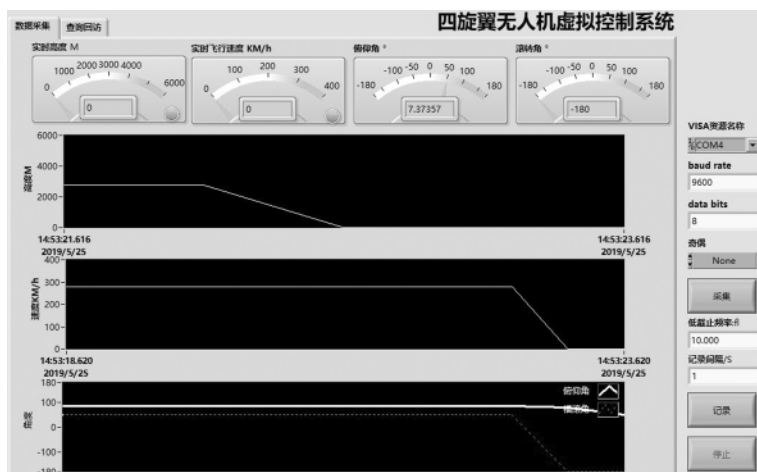 四旋翼无人机虚拟控制系统
数据采集 查询回访
实时高度 M
0 1000 2000 3000 4000 6000
0
实时飞行速度 KM/h
0 100 200 300 400
0
俯仰角 °
-180 -100 -50 0 50 100 180
7.37357
滚转角 °
-180 -100 -50 0 50 100 180
-180
高度M
6000
4000
2000
0
14:53:21.616
2019/5/25
14:53:23.616
2019/5/25
速度KM/h
400
300
200
100
0
14:53:18.620
2019/5/25
14:53:23.620
2019/5/25
角度
180
100
0
-100
-180
俯仰角
VISA资源名称
COM4
baud rate
9600
data bits
8
奇偶
None
采集
低截止频率:fl
10.000
记录间隔/S
1
记录
停止